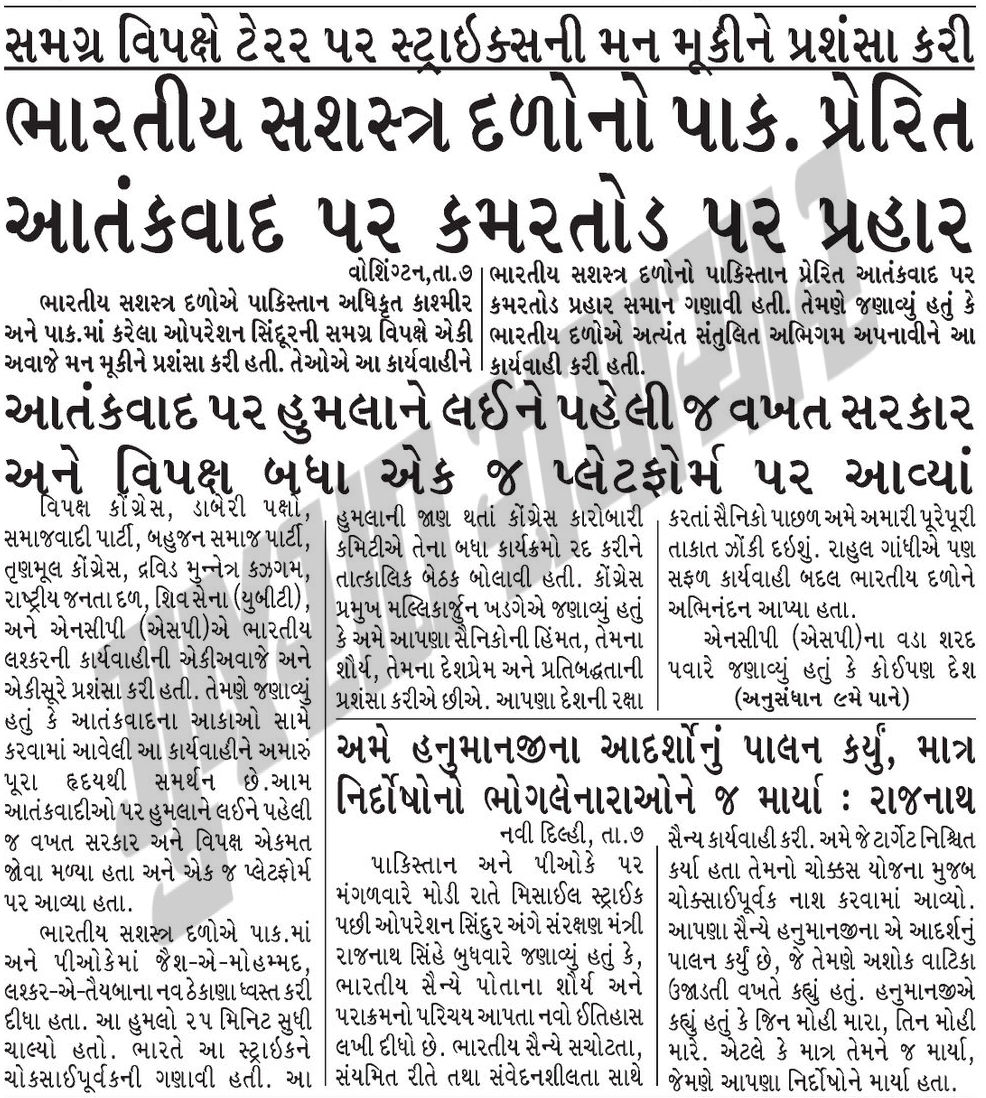 સમગ્ર વિપક્ષે ટેરર પર સ્ટ્રાઇક્સની મન મૂકીને પ્રશંસા કરી
ભારતીય સશસ્ત્ર દળોનો પાક. પ્રેરિત
આતંકવાદ પર કમરતોડ પર પ્રહાર
વોશિંગ્ટન,તા.૭
ભારતીય સશસ્ત્ર દળોએ પાકિસ્તાન અધિકૃત કાશ્મીર
અને પાક.માં કરેલા ઓપરેશન સિંદૂરની સમગ્ર વિપક્ષે એકી
અવાજે મન મૂકીને પ્રશંસા કરી હતી. તેઓએ આ કાર્યવાહીને
ભારતીય સશસ્ત્ર દળોનો પાકિસ્તાન પ્રેરિત આતંકવાદ પર
કમરતોડ પ્રહાર સમાન ગણાવી હતી. તેમણે જણાવ્યું હતું કે
ભારતીય દળોએ અત્યંત સંતુલિત અભિગમ અપનાવીને આ
કાર્યવાહી કરી હતી.
આતંકવાદ પર હુમલાને લઈને પહેલી જ વખત સરકાર
અને વિપક્ષ બધા એક જ પ્લેટફોર્મ પર આવ્યાં
વિપક્ષ કોંગ્રેસ, ડાબેરી પક્ષો,
સમાજવાદી પાર્ટી, બહુજન સમાજ પાર્ટી,
તૃણમૂલ કોંગ્રેસ, દ્રવિડ મુન્નેત્ર કઝગમ,
રાષ્ટ્રીય જનતા દળ, શિવસેના (યુબીટી),
અને એનસીપી (એસપી)એ ભારતીય
લશ્કરની કાર્યવાહીની એકીઅવાજે અને
એકીસૂરે પ્રશંસા કરી હતી. તેમણે જણાવ્યું
હતું કે આતંકવાદના આકાઓ સામે
કરવામાં આવેલી આ કાર્યવાહીને અમારું
પૂરા હૃદયથી સમર્થન છે.આમ
આતંકવાદીઓ પર હુમલાને લઈને પહેલી
જ વખત સરકાર અને વિપક્ષ એકમત
જોવા મળ્યા હતા અને એક જ પ્લેટફોર્મ
પર આવ્યા હતા.
ભારતીય સશસ્ત્ર દળોએ પાક.માં
અને પીઓકેમાં જૈશ-એ-મોહમ્મદ,
લશ્કર-એ-તૈયબાના નવ ઠેકાણા ધ્વસ્ત કરી
દીધા હતા. આ હુમલો ૨૫ મિનિટ સુધી
ચાલ્યો હતો. ભારતે આ સ્ટ્રાઇકને
ચોકસાઈપૂર્વકની ગણાવી હતી. આ
હુમલાની જાણ થતાં કોંગ્રેસ કારોબારી
કમિટીએ તેના બધા કાર્યક્રમો રદ કરીને
તાત્કાલિક બેઠક બોલાવી હતી. કોંગ્રેસ
પ્રમુખ મલ્લિકાર્જુન ખડગેએ જણાવ્યું હતું
કે અમે આપણા સૈનિકોની હિંમત, તેમના
શૌર્ય, તેમના દેશપ્રેમ અને પ્રતિબદ્ધતાની
પ્રશંસા કરીએ છીએ. આપણા દેશની રક્ષા
કરતાં સૈનિકો પાછળ અમે અમારી પૂરેપૂરી
તાકાત ઝોંકી દઇશું. રાહુલ ગાંધીએ પણ
સફળ કાર્યવાહી બદલ ભારતીય દળોને
અભિનંદન આપ્યા હતા.
એનસીપી (એસપી)ના વડા શરદ
પવારે જણાવ્યું હતું કે કોઈપણ દેશ
(અનુસંધાન ૯મે પાને)
અમે હનુમાનજીના આદર્શોનું પાલન કર્યું, માત્ર
નિર્દોષોનો ભોગલેનારાઓને જ માર્યા : રાજનાથ
નવી દિલ્હી, તા.૭
પાકિસ્તાન અને પીઓકે પર
મંગળવારે મોડી રાતે મિસાઈલ સ્ટ્રાઈક
પછી ઓપરેશન સિંદુર અંગે સંરક્ષણ મંત્રી
રાજનાથ સિંહે બુધવારે જણાવ્યું હતું કે,
ભારતીય સૈન્યે પોતાના શૌર્ય અને
પરાક્રમનો પરિચય આપતા નવો ઈતિહાસ
લખી દીધો છે. ભારતીય સૈન્યે સચોટતા,
સંયમિત રીતે તથા સંવેદનશીલતા સાથે
સૈન્ય કાર્યવાહી કરી. અમે જે ટાર્ગેટ નિશ્ચિત
કર્યા હતા તેમનો ચોક્કસ યોજના મુજબ
ચોક્સાઈપૂર્વક નાશ કરવામાં આવ્યો.
આપણા સૈન્યે હનુમાનજીના એ આદર્શનું
પાલન કર્યું છે, જે તેમણે અશોક વાટિકા
ઉજાડતી વખતે કહ્યું હતું. હનુમાનજીએ
કહ્યું હતું કે જિન મોહી મારા, તિન મોહી
મારે. એટલે કે માત્ર તેમને જ માર્યા,
જેમણે આપણા નિર્દોષોને માર્યા હતા.
ગુજરાત સમાચાર